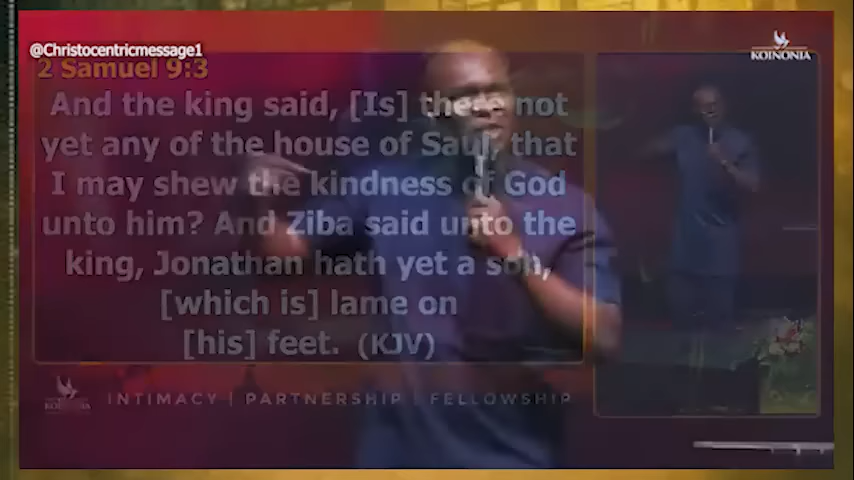 @Christocentricmessage1
KOINONIA
2 Samuel 9:3
And the king said, [Is] there not
yet any of the house of Saul, that
I may shew the kindness of God
unto him? And Ziba said unto the
king, Jonathan hath yet a son,
[which is] lame on
[his] feet. (KJV)
KOINONIA
INTIMACY | PARTNERSHIP | FELLOWSHIP